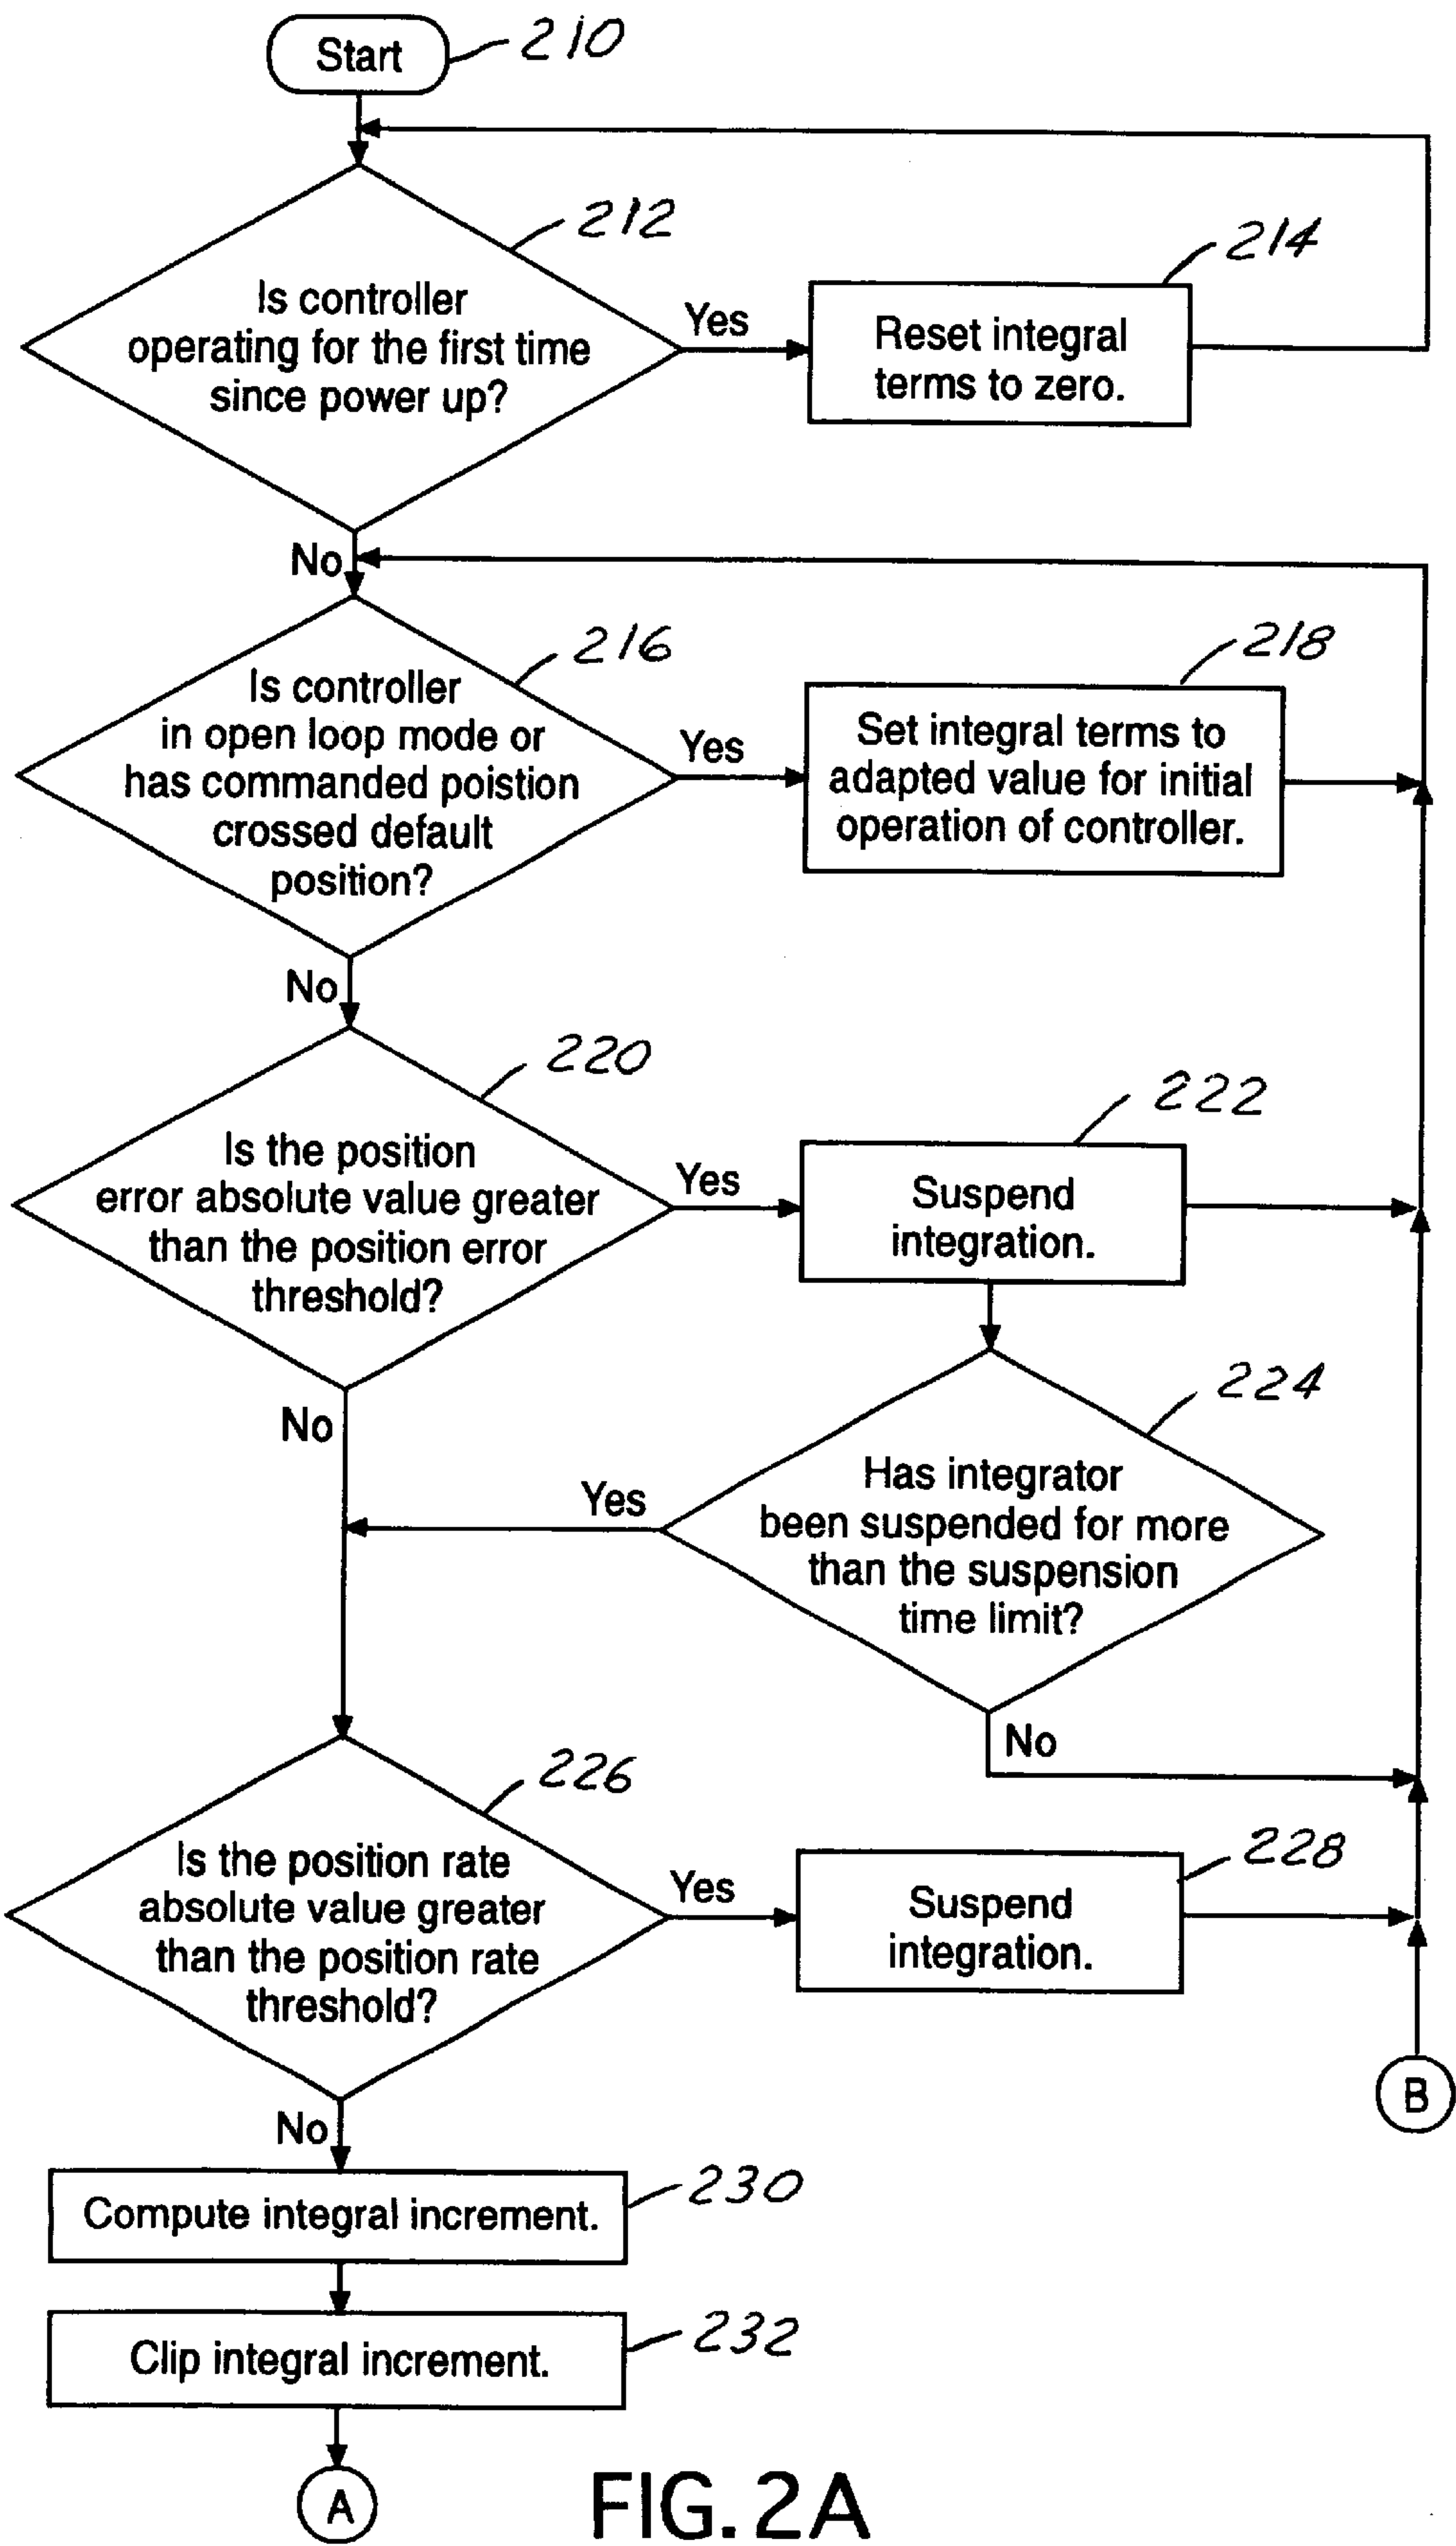 Start
210
212
Is controller
operating for the first time
since power up?
Yes
214
Reset integral
terms to zero.
No
216
Is controller
in open loop mode or
has commanded poistion
crossed default
position?
Yes
218
Set integral terms to
adapted value for initial
operation of controller.
No
220
Is the position
error absolute value greater
than the position error
threshold?
Yes
222
Suspend
integration.
No
224
Has integrator
been suspended for more
than the suspension
time limit?
Yes
No
226
Is the position rate
absolute value greater
than the position rate
threshold?
Yes
228
Suspend
integration.
B
No
230
Compute integral increment.
232
Clip integral increment.
A
FIG. 2A